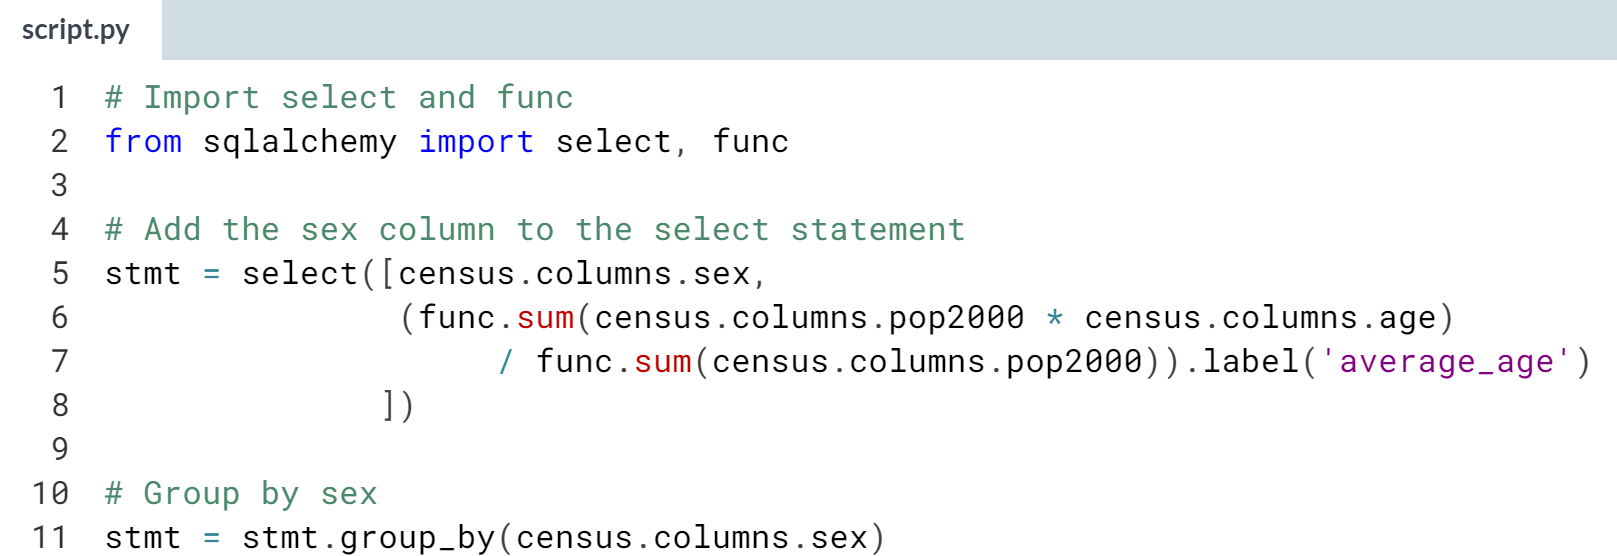 script.py
1 # Import select and func
2 from sqlalchemy import select, func
3
4 # Add the sex column to the select statement
5 stmt = select([census.columns.sex,
6                (func.sum(census.columns.pop2000 * census.columns.age)
7                     / func.sum(census.columns.pop2000)).label('average_age')
8               ])
9
10 # Group by sex
11 stmt = stmt.group_by(census.columns.sex)